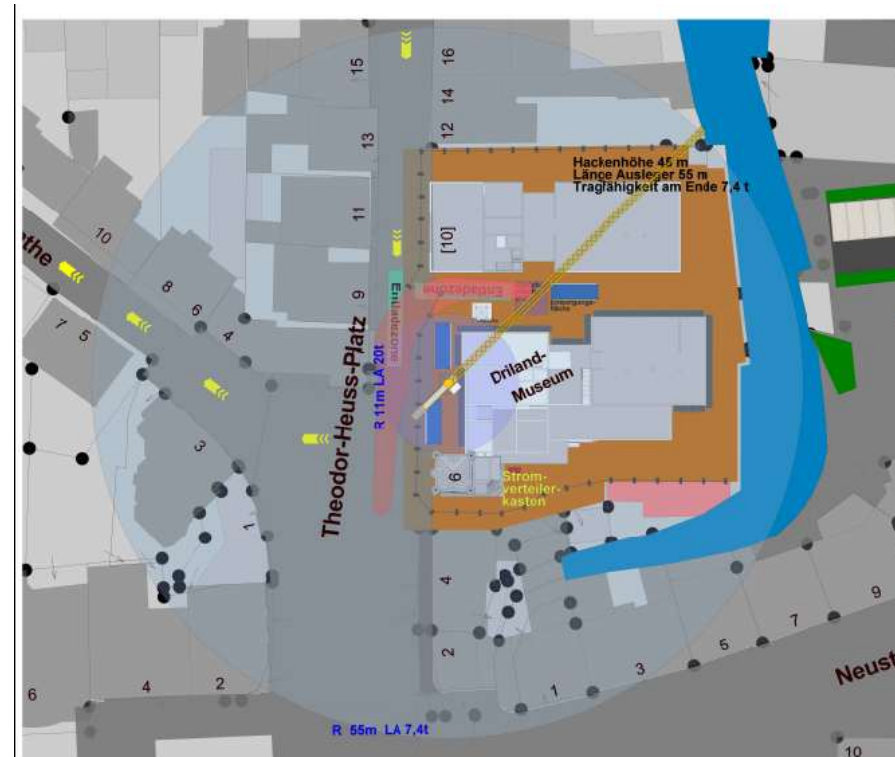 15
16
14
13
12
Hackenhöhe 45 m
Länge Ausleger 55 m
Tragfähigkeit am Ende 7,4 t
11
[10]
10
8
6
4
7
5
9
Entladezone
Entladezone
Theodor-Heuss-Platz
R 11m LA 20t
Driland-
Museum
3
1
6
Strom-
verteiler-
kasten
4
2
6
4
2
1
3
5
7
9
Neust
R 55m LA 7,4t
10